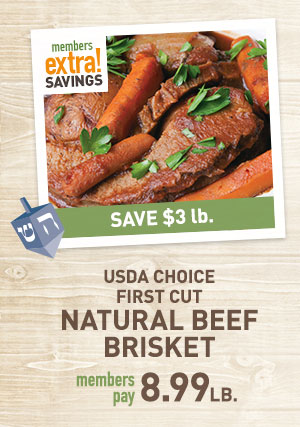 members
extra!
SAVINGS
SAVE $3 lb.
ש ה
USDA CHOICE
FIRST CUT
NATURAL BEEF
BRISKET
members
pay 8.99LB.